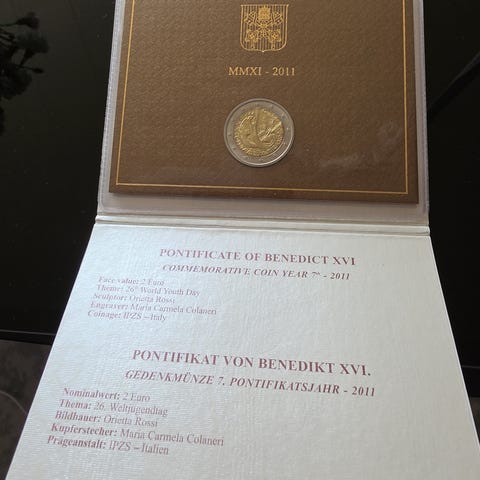 MMXI - 2011
PONTIFICATE OF BENEDICT XVI
COMMEMORATIVE COIN YEAR 7° - 2011
Face value: 2 Euro
Theme: 26° World Youth Day
Sculptor: Orietta Rossi
Engraver: Maria Carmela Colaneri
Coinage: IPZS – Italy
PONTIFIKAT VON BENEDIKT XVI.
GEDENKMÜNZE 7. PONTIFIKATSJAHR - 2011
Nominalwert: 2 Euro
Thema: 26. Weltjugendtag
Bildhauer: Orietta Rossi
Kupferstecher: Maria Carmela Colaneri
Prägeanstalt: IPZS – Italien